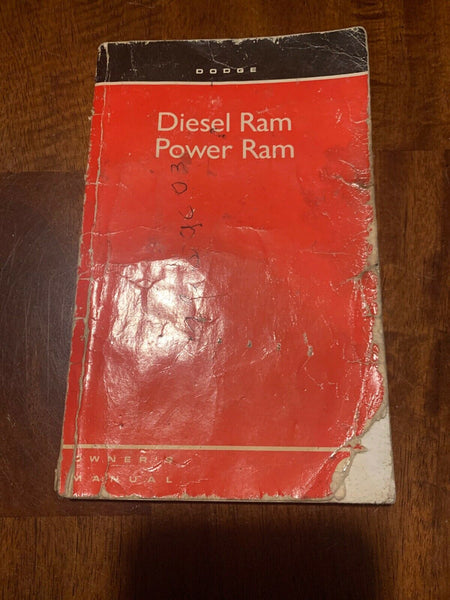 DODGE
Diesel Ram
Power Ram
OWNER'S
MANUAL